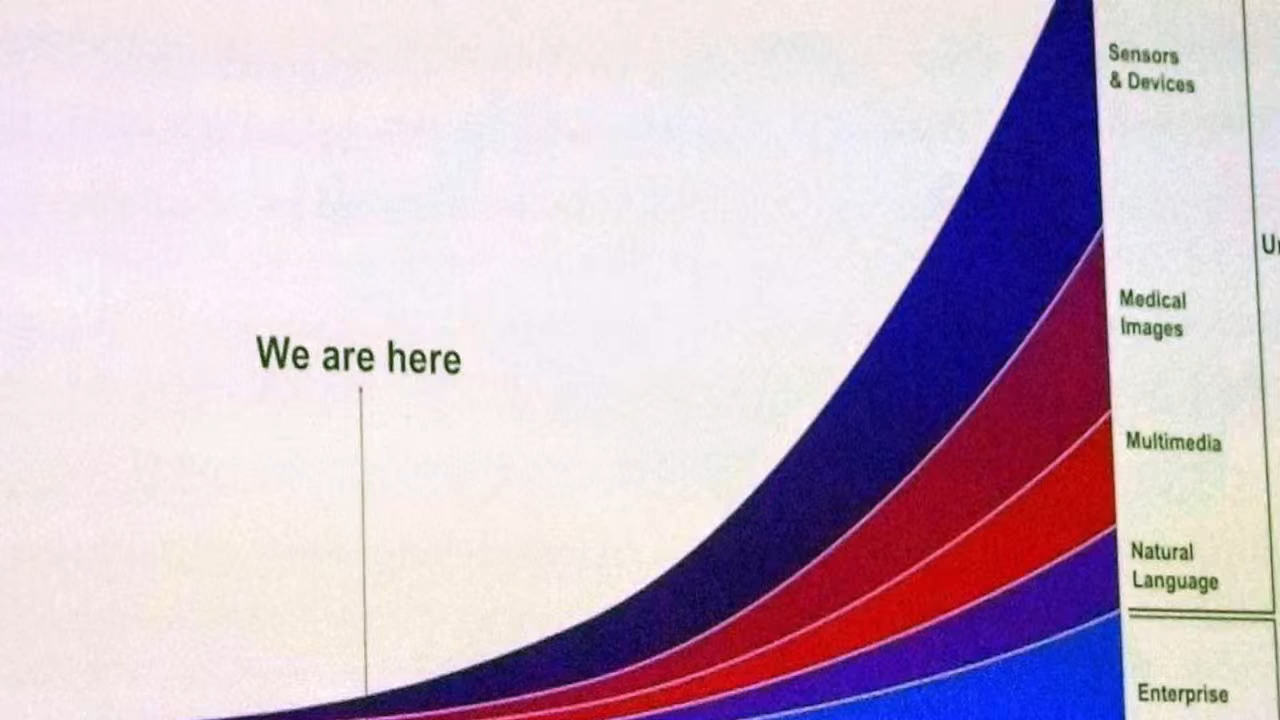 Sensors
& Devices
Medical
Images
We are here
Multimedia
Natural
Language
Enterprise